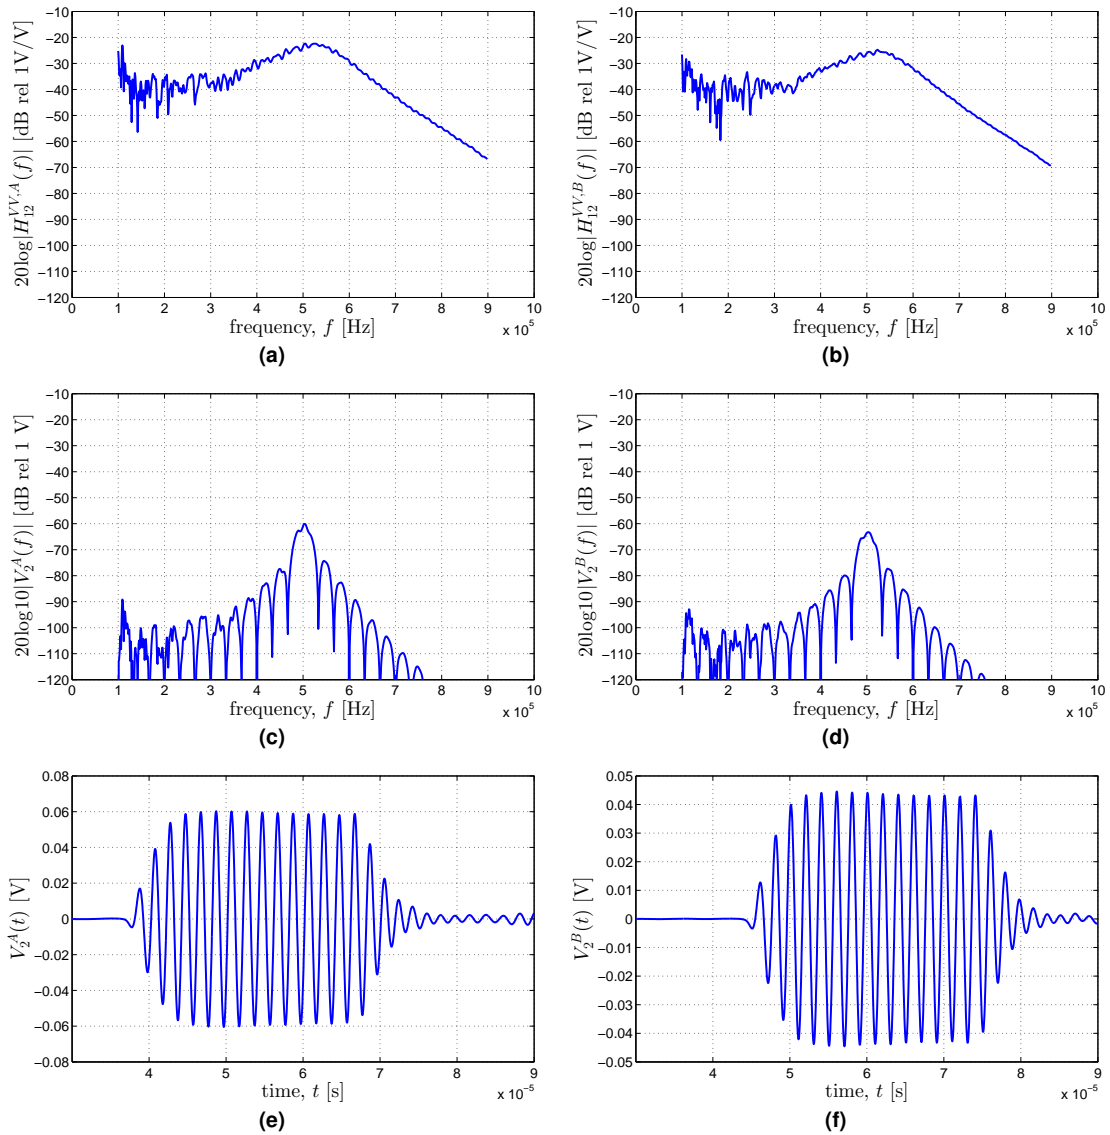 −10
−20
−30
−40
−50
−60
−70
−80
−90
−100
−110
−120
20log|H_{12}^{VV,A}(f)| [dB rel 1V/V]
0 1 2 3 4 5 6 7 8 9 10
x 10^5
frequency, f [Hz]
(a)
−10
−20
−30
−40
−50
−60
−70
−80
−90
−100
−110
−120
20log|H_{12}^{VV,B}(f)| [dB rel 1V/V]
0 1 2 3 4 5 6 7 8 9 10
x 10^5
frequency, f [Hz]
(b)
−10
−20
−30
−40
−50
−60
−70
−80
−90
−100
−110
−120
20log10|V_2^A(f)| [dB rel 1 V]
0 1 2 3 4 5 6 7 8 9 10
x 10^5
frequency, f [Hz]
(c)
−10
−20
−30
−40
−50
−60
−70
−80
−90
−100
−110
−120
20log10|V_2^B(f)| [dB rel 1 V]
0 1 2 3 4 5 6 7 8 9 10
x 10^5
frequency, f [Hz]
(d)
0.08
0.06
0.04
0.02
0
−0.02
−0.04
−0.06
−0.08
V_2^A(t) [V]
4 5 6 7 8 9
x 10^{−5}
time, t [s]
(e)
0.05
0.04
0.03
0.02
0.01
0
−0.01
−0.02
−0.03
−0.04
−0.05
V_2^B(t) [V]
4 5 6 7 8 9
x 10^{−5}
time, t [s]
(f)